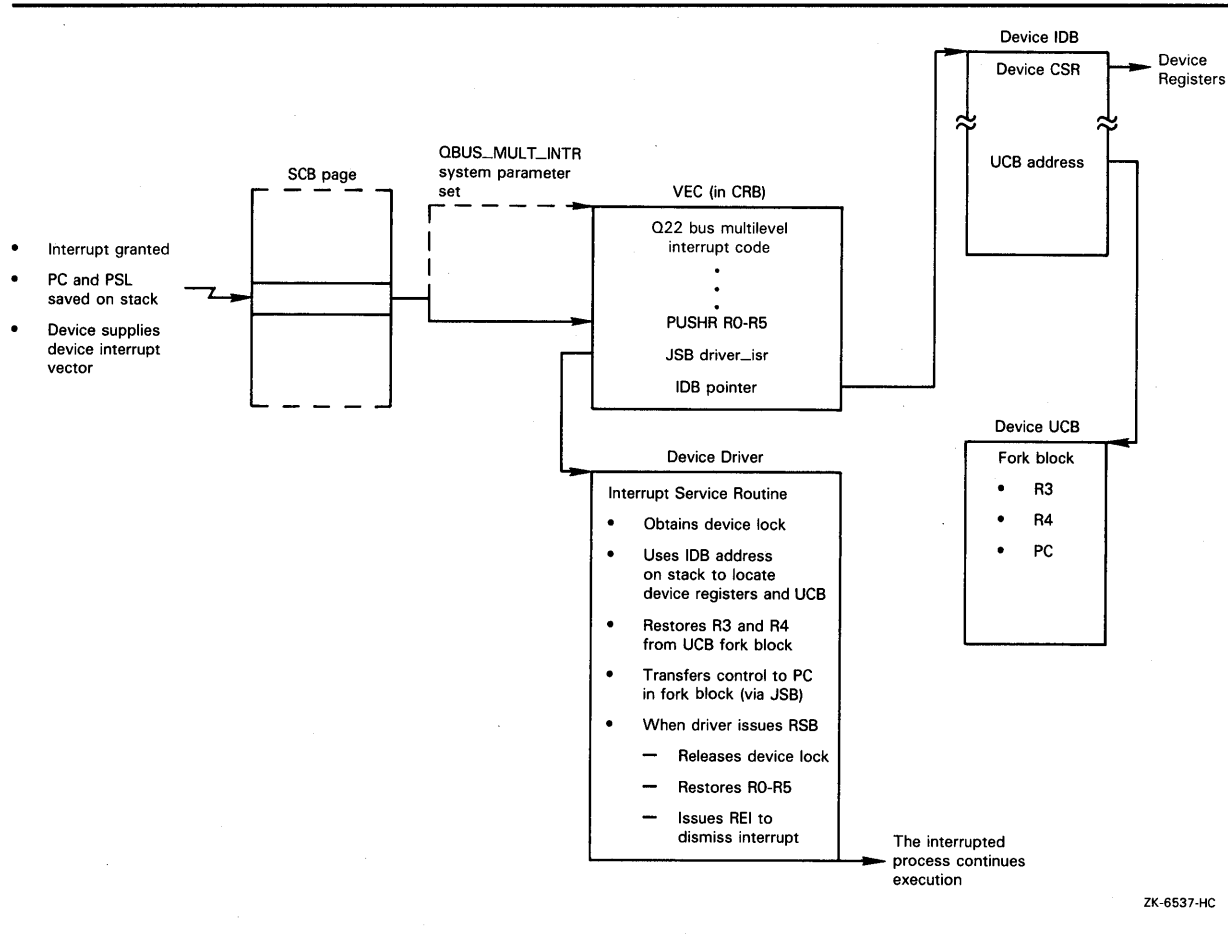 Device IDB
Device CSR
Device
Registers
UCB address
QBUS_MULT_INTR
system parameter
set
SCB page
VEC (in CRB)
Q22 bus multilevel
interrupt code
•
•
•
PUSHR R0-R5
JSB driver_isr
IDB pointer
• Interrupt granted
• PC and PSL
saved on stack
• Device supplies
device interrupt
vector
Device UCB
Fork block
• R3
• R4
• PC
Device Driver
Interrupt Service Routine
• Obtains device lock
• Uses IDB address
on stack to locate
device registers and UCB
• Restores R3 and R4
from UCB fork block
• Transfers control to PC
in fork block (via JSB)
• When driver issues RSB
— Releases device lock
— Restores R0-R5
— Issues REI to
dismiss interrupt
The interrupted
process continues
execution
ZK-6537-HC